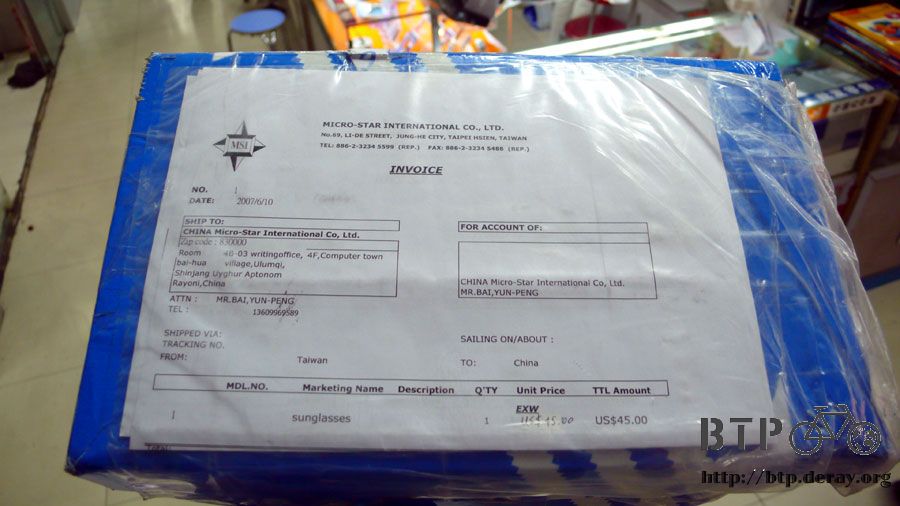 MICRO-STAR INTERNATIONAL CO., LTD.
No.69, LI-DE STREET, JUNG-HE CITY, TAIPEI HSIEN, TAIWAN
TEL: 886-2-3234 5599 (REP.) FAX: 886-2-3234 5488 (REP.)
MSI
INVOICE
NO. 1
DATE: 2007/6/10
SHIP TO:
CHINA Micro-Star International Co, Ltd.
Zip code : 830000
Room 4B-03 writingoffice, 4F,Computer town
bai-hua village,Ulumqi,
Shinjang Uyghur Aptonom
Rayoni,China
FOR ACCOUNT OF:
CHINA Micro-Star International Co, Ltd.
MR.BAI,YUN-PENG
ATTN : MR.BAI,YUN-PENG
TEL : 13609969589
SHIPPED VIA:
TRACKING NO.
SAILING ON/ABOUT :
FROM: Taiwan
TO: China
MDL.NO. Marketing Name Description Q'TY Unit Price TTL Amount
EXW
1 sunglasses 1 US$45.00 US$45.00
BTP
http://btp.deray.org